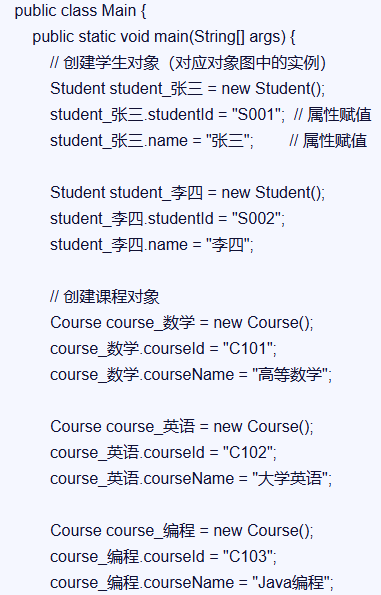 public class Main {
public static void main(String[] args) {
// 创建学生对象（对应对象图中的实例）
Student student_张三 = new Student();
student_张三.studentId = "S001";  // 属性赋值
student_张三.name = "张三";        // 属性赋值
Student student_李四 = new Student();
student_李四.studentId = "S002";
student_李四.name = "李四";
// 创建课程对象
Course course_数学 = new Course();
course_数学.courseId = "C101";
course_数学.courseName = "高等数学";
Course course_英语 = new Course();
course_英语.courseId = "C102";
course_英语.courseName = "大学英语";
Course course_编程 = new Course();
course_编程.courseId = "C103";
course_编程.courseName = "Java编程";